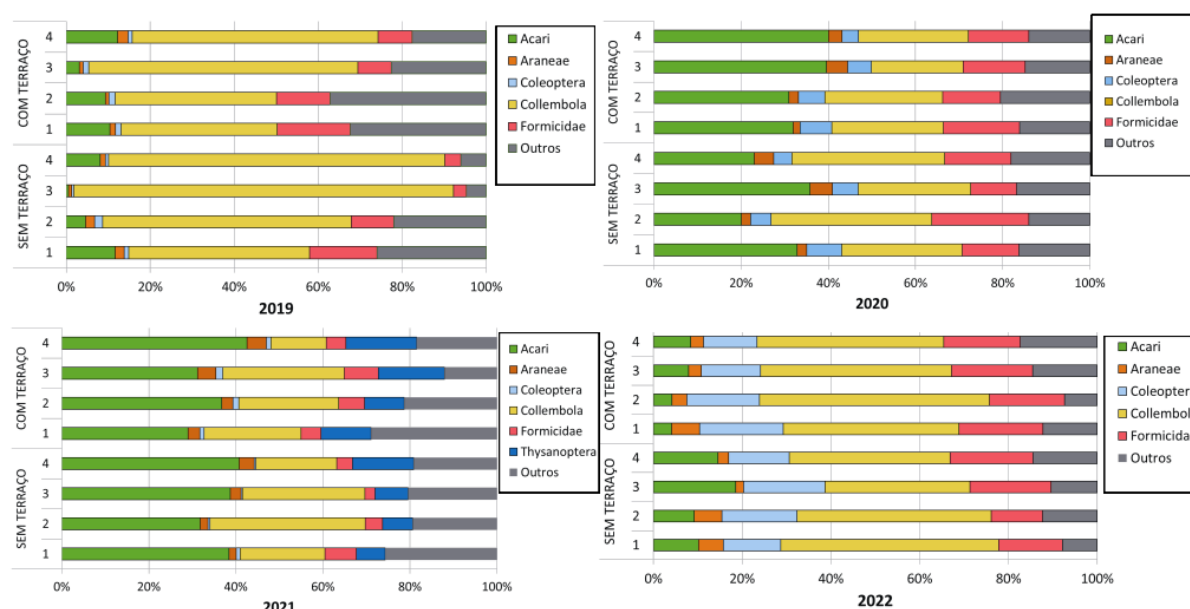 COM TERRAÇO
4
3
2
1
SEM TERRAÇO
4
3
2
1
0% 20% 40% 60% 80% 100%
2019
Acari
Araneae
Coleoptera
Collembola
Formicidae
Outros
COM TERRAÇO
4
3
2
1
SEM TERRAÇO
4
3
2
1
0% 20% 40% 60% 80% 100%
2020
Acari
Araneae
Coleoptera
Collembola
Formicidae
Outros
COM TERRAÇO
4
3
2
1
SEM TERRAÇO
4
3
2
1
0% 20% 40% 60% 80% 100%
2021
Acari
Araneae
Coleoptera
Collembola
Formicidae
Thysanoptera
Outros
COM TERRAÇO
4
3
2
1
SEM TERRAÇO
4
3
2
1
0% 20% 40% 60% 80% 100%
2022
Acari
Araneae
Coleopter
Collembol
Formicida
Outros